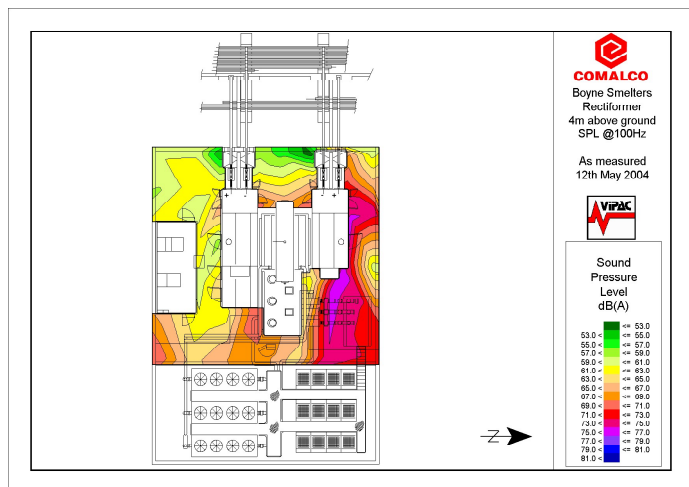 COMALCO
Boyne Smelters
Rectiformer
4m above ground
SPL @100Hz
As measured
12th May 2004
VIPAC
Sound
Pressure
Level
dB(A)
<= 53.0
53.0 < <= 55.0
55.0 < <= 57.0
57.0 < <= 59.0
59.0 < <= 61.0
61.0 < <= 63.0
63.0 < <= 65.0
65.0 < <= 67.0
67.0 < <= 69.0
69.0 < <= 71.0
71.0 < <= 73.0
73.0 < <= 75.0
75.0 < <= 77.0
77.0 < <= 79.0
79.0 < <= 81.0
81.0 <
Z